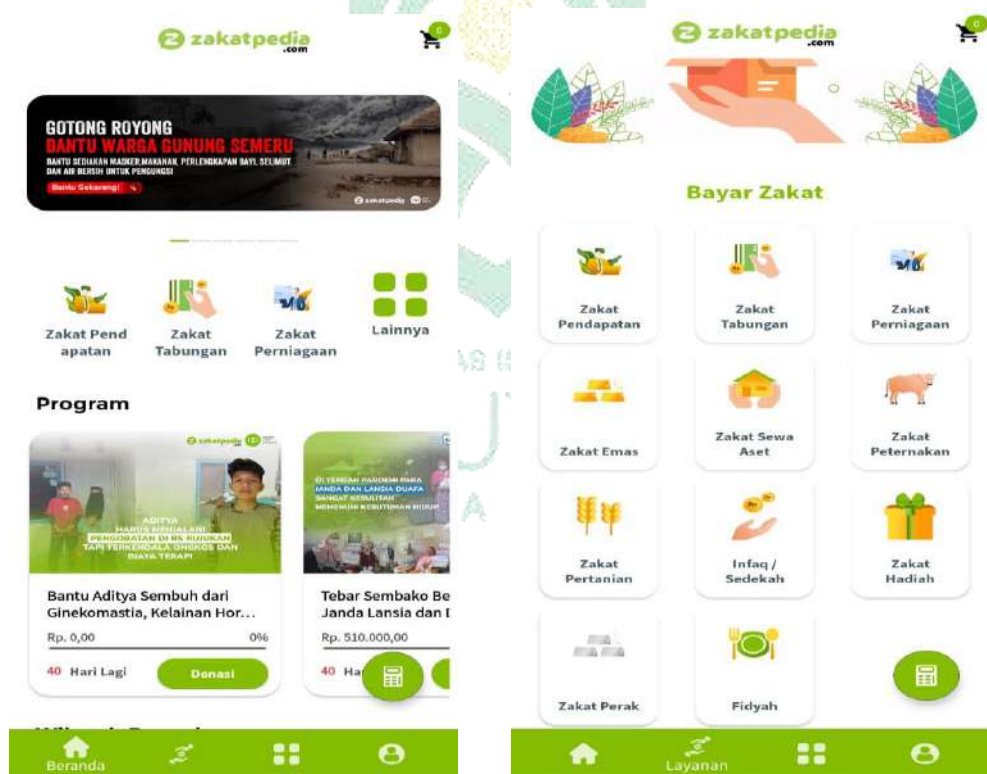 zakatpedia
.com
0
GOTONG ROYONG
BANTU WARGA GUNUNG SEMERU
BANTU SEDIAKAN MASKER, MAKANAN, PERLENGKAPAN BAYI, SELIMUT
DAN AIR BERSIH UNTUK PENGUNGSI
Bantu Sekarang!
zakatpedia
Zakat Pend
apatan
Zakat
Tabungan
Zakat
Perniagaan
Lainnya
Program
zakatpedia
ADITYA
HARUS MENJALANI
PENGOBATAN DI RS RUJUKAN
TAPI TERKENDALA ONGKOS DAN
BIAYA TERAPI
Bantu Aditya Sembuh dari
Ginekomastia, Kelainan Hor...
Rp. 0,00
0%
40 Hari Lagi
Donasi
DI TENGAH PANDEMI PARA
JANDA DAN LANSIA DUAFA
SANGAT KESULITAN
MEMENUHI KEBUTUHAN HIDUP
Tebar Sembako Be
Janda Lansia dan D
Rp. 510.000,00
40 Ha
Beranda
zakatpedia
.com
0
Bayar Zakat
Zakat
Pendapatan
Zakat
Tabungan
Zakat
Perniagaan
Zakat Emas
Zakat Sewa
Aset
Zakat
Peternakan
Zakat
Pertanian
Infaq /
Sedekah
Zakat
Hadiah
Zakat Perak
Fidyah
Layanan